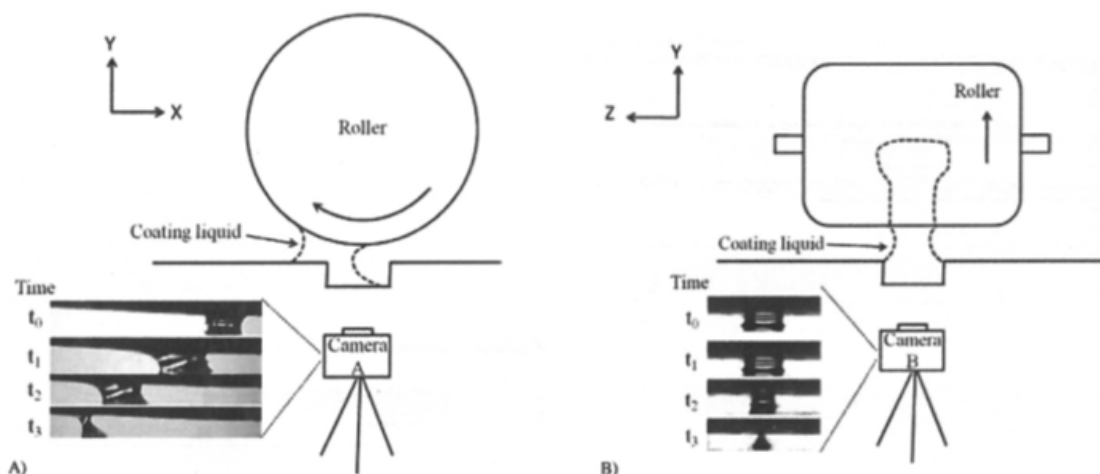 Y
X
Roller
Coating liquid
Time
t0
t1
t2
t3
Camera
A
A)
Y
Z
Roller
Coating liquid
Time
t0
t1
t2
t3
Camera
B
B)